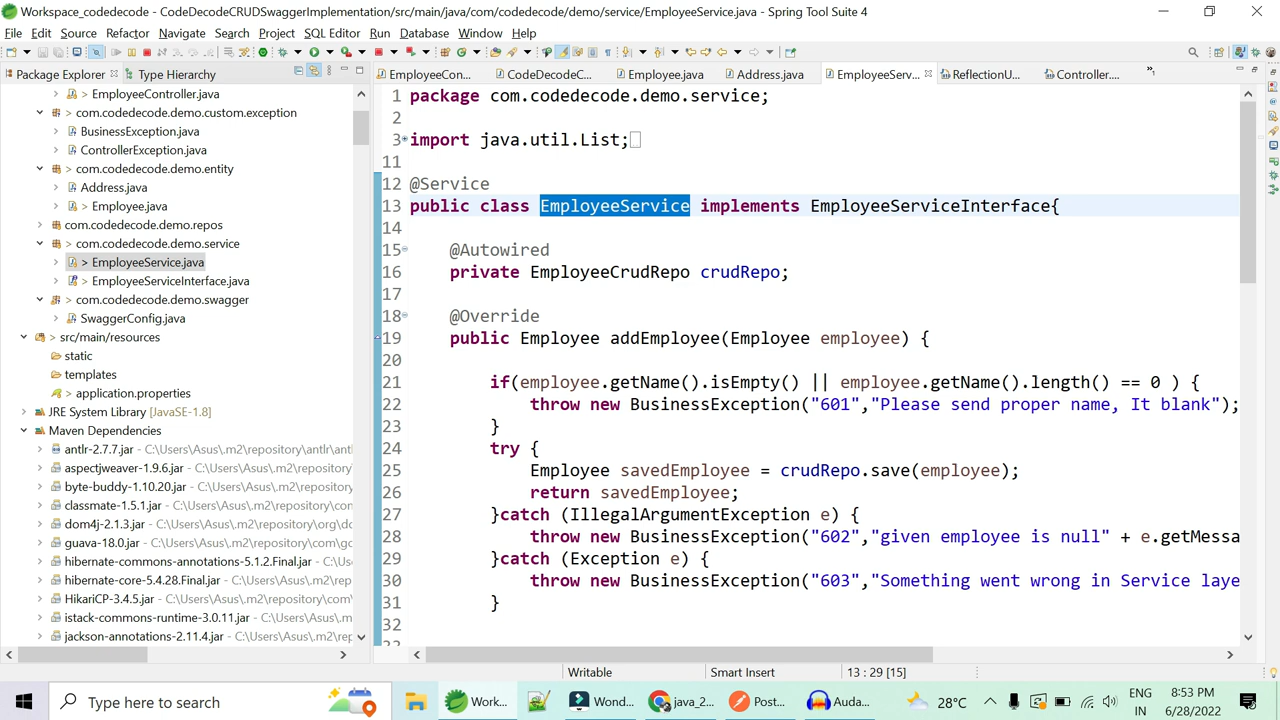 Workspace_codedecode - CodeDecodeCRUDSwaggerImplementation/src/main/java/com/codedecode/demo/service/EmployeeService.java - Spring Tool Suite 4
File Edit Source Refactor Navigate Search Project SQL Editor Run Database Window Help
Package Explorer Type Hierarchy
> EmployeeController.java
> com.codedecode.demo.custom.exception
BusinessException.java
ControllerException.java
> com.codedecode.demo.entity
Address.java
> Employee.java
com.codedecode.demo.repos
> com.codedecode.demo.service
> EmployeeService.java
> EmployeeServiceInterface.java
> com.codedecode.demo.swagger
SwaggerConfig.java
> src/main/resources
static
templates
> application.properties
JRE System Library [JavaSE-1.8]
Maven Dependencies
antlr-2.7.7.jar - C:\Users\Asus\.m2\repository\antlr\ant
aspectjweaver-1.9.6.jar - C:\Users\Asus\.m2\repository\
byte-buddy-1.10.20.jar - C:\Users\Asus\.m2\repository\
classmate-1.5.1.jar - C:\Users\Asus\.m2\repository\com
dom4j-2.1.3.jar - C:\Users\Asus\.m2\repository\org\do
guava-18.0.jar - C:\Users\Asus\.m2\repository\com\gc
hibernate-commons-annotations-5.1.2.Final.jar - C:\User
hibernate-core-5.4.28.Final.jar - C:\Users\Asus\.m2\rep
HikariCP-3.4.5.jar - C:\Users\Asus\.m2\repository\com\
istack-commons-runtime-3.0.11.jar - C:\Users\Asus\.m2
jackson-annotations-2.11.4.jar - C:\Users\Asus\.m2\rep
EmployeeCon... CodeDecodeC... Employee.java Address.java EmployeeServ... ReflectionU... Controller....
1 package com.codedecode.demo.service;
2
3 import java.util.List;
11
12 @Service
13 public class EmployeeService implements EmployeeServiceInterface{
14
15 @Autowired
16 private EmployeeCrudRepo crudRepo;
17
18 @Override
19 public Employee addEmployee(Employee employee) {
20
21 if(employee.getName().isEmpty() || employee.getName().length() == 0 ) {
22 throw new BusinessException("601","Please send proper name, It blank");
23 }
24 try {
25 Employee savedEmployee = crudRepo.save(employee);
26 return savedEmployee;
27 }catch (IllegalArgumentException e) {
28 throw new BusinessException("602","given employee is null" + e.getMessa
29 }catch (Exception e) {
30 throw new BusinessException("603","Something went wrong in Service laye
31 }
32
Writable Smart Insert 13 : 29 [15]
Type here to search
Work... Wond... java_2... Post... Auda...
28°C
ENG
IN
8:53 PM
6/28/2022